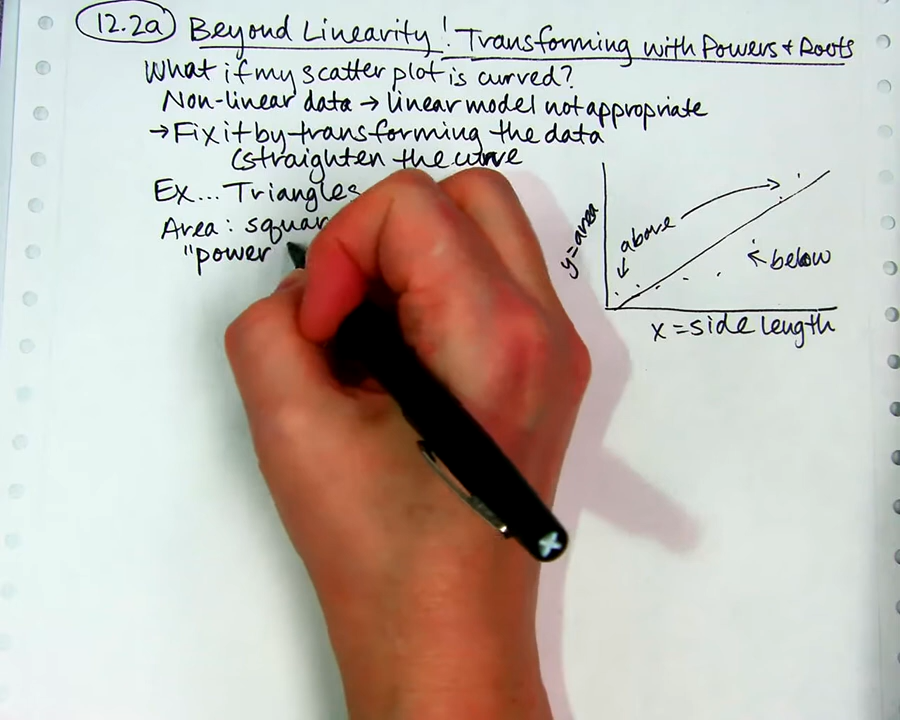 12.2a Beyond Linearity! Transforming with Powers + Roots
What if my scatter plot is curved?
Non-linear data → linear model not appropriate
→ Fix it by transforming the data
(straighten the curve
Ex... Triangles
Area: squar
"power
y = area
above
below
x = side length